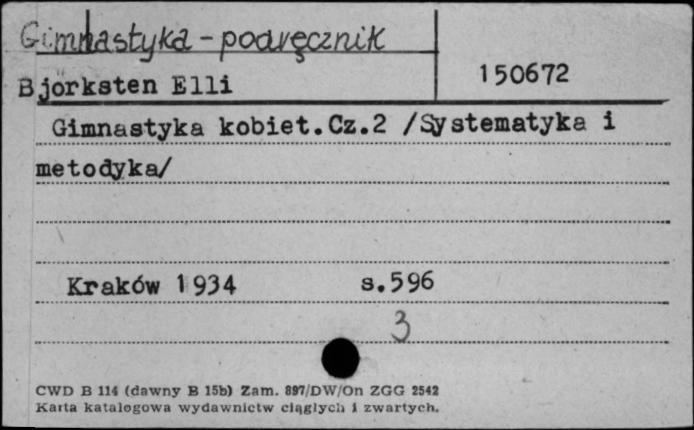 Gimnastyka - podręcznik
Bjorksten Elli 150672
Gimnastyka kobiet.Cz.2 /Systematyka i
metodyka/
Kraków 1934 s.596
3
CWD B 114 (dawny B 15b) Zam. 897/DW/On ZGG 2542
Karta katalogowa wydawnictw ciągłych i zwartych.